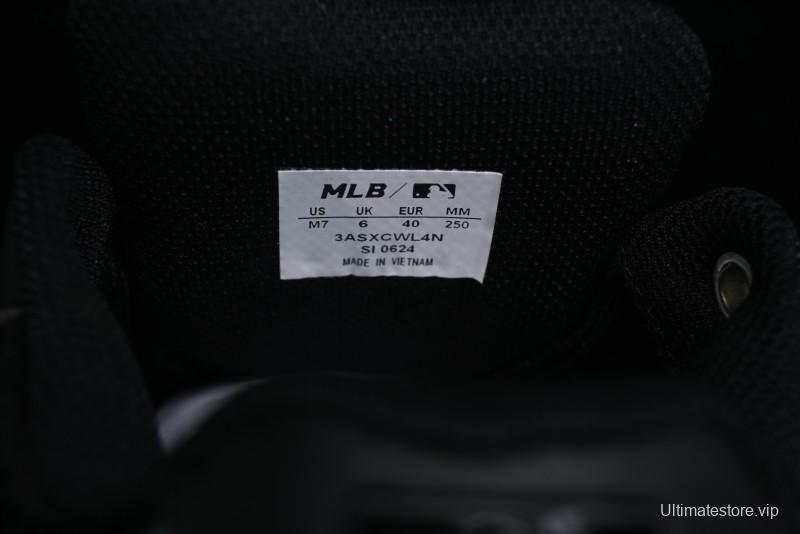 MLB
US UK EUR MM
M7 6 40 250
3ASXCWL4N
SI 0624
MADE IN VIETNAM
Ultimatestore.vip